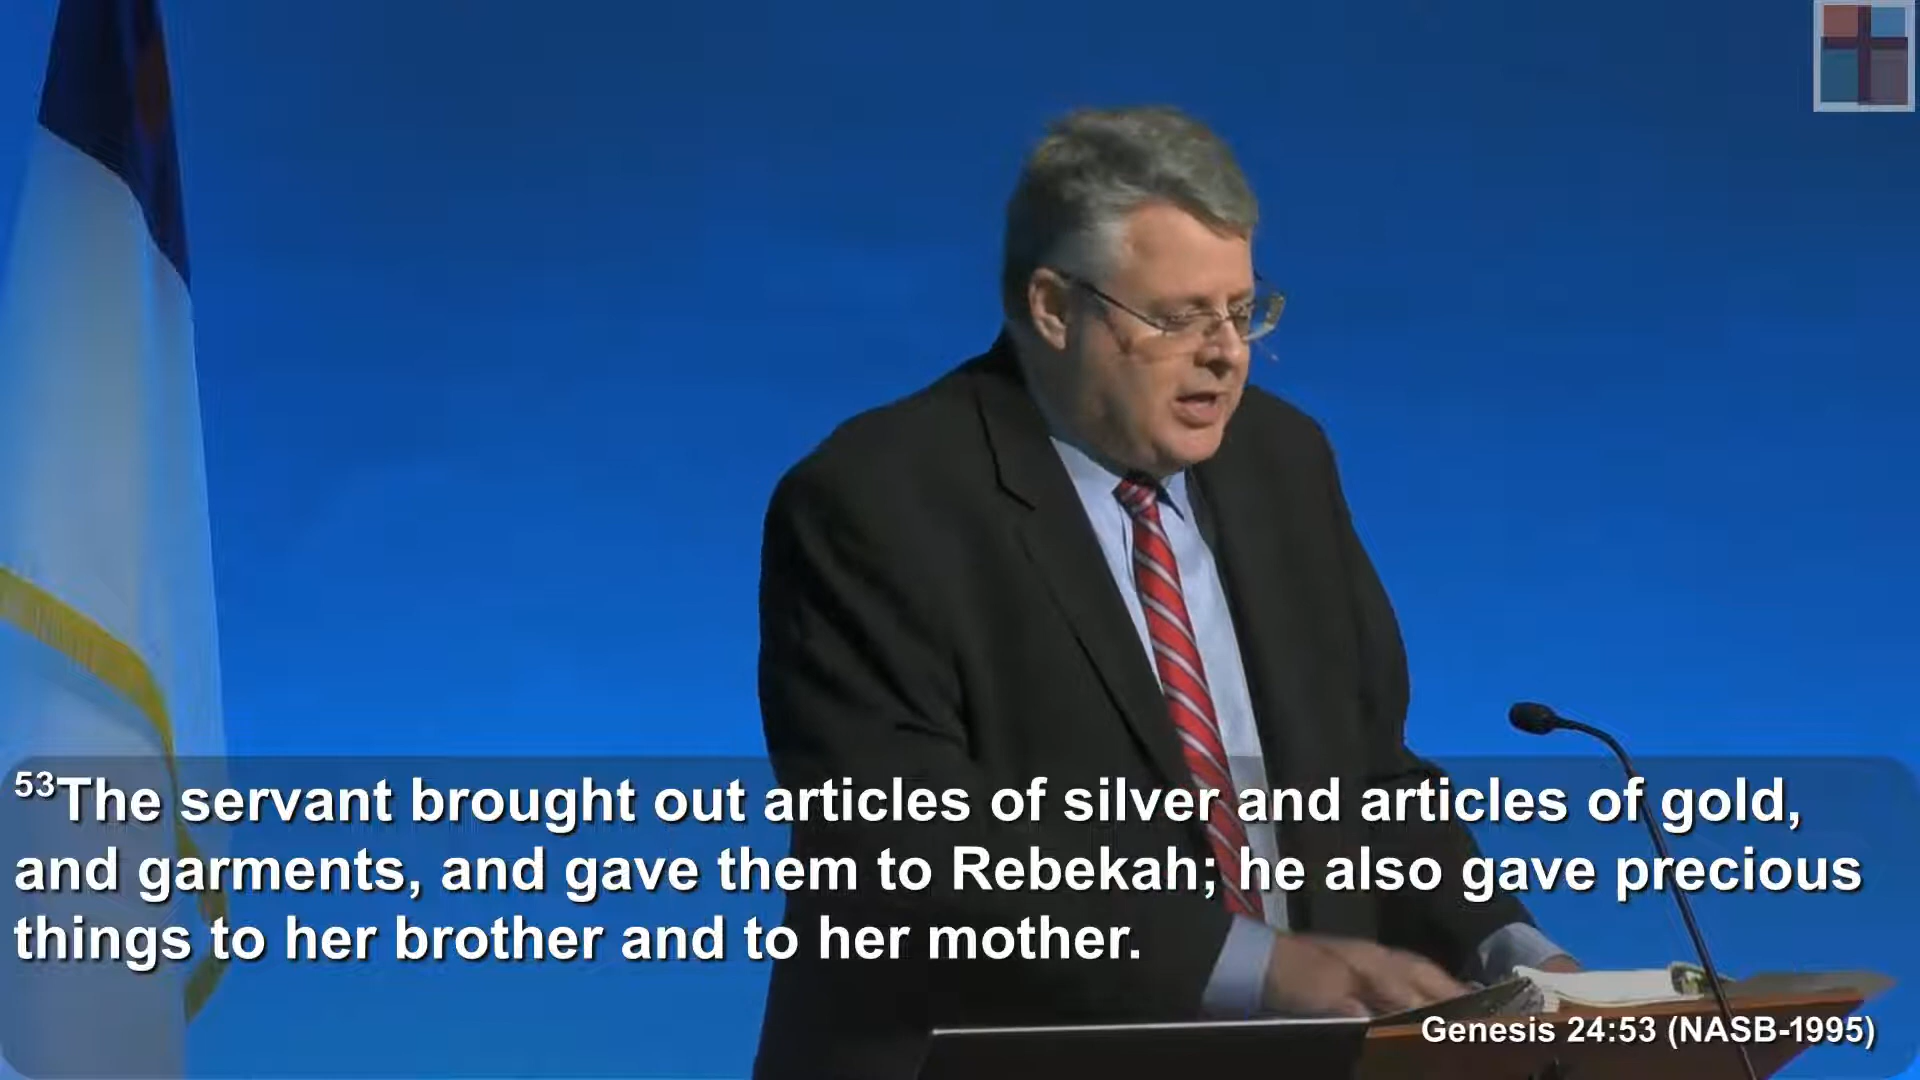 53The servant brought out articles of silver and articles of gold,
and garments, and gave them to Rebekah; he also gave precious
things to her brother and to her mother.
Genesis 24:53 (NASB-1995)